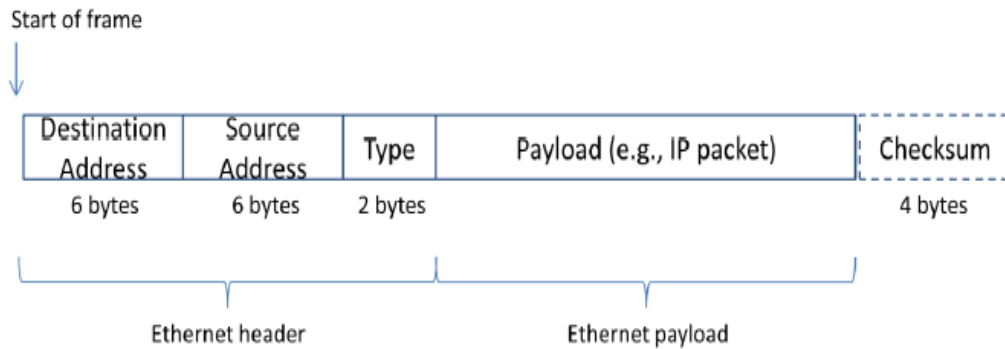 Start of frame
Destination
Address
Source
Address
Type
Payload (e.g., IP packet)
Checksum
6 bytes
6 bytes
2 bytes
4 bytes
Ethernet header
Ethernet payload